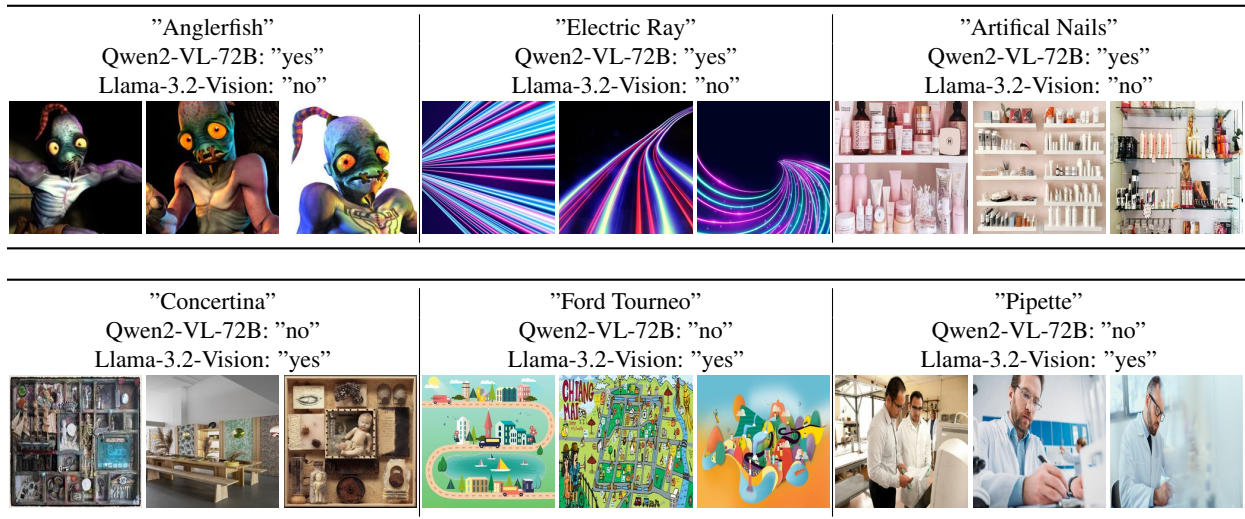 ”Anglerfish”
Qwen2-VL-72B: ”yes”
Llama-3.2-Vision: ”no”
”Electric Ray”
Qwen2-VL-72B: ”yes”
Llama-3.2-Vision: ”no”
”Artifical Nails”
Qwen2-VL-72B: ”yes”
Llama-3.2-Vision: ”no”
”Concertina”
Qwen2-VL-72B: ”no”
Llama-3.2-Vision: ”yes”
”Ford Tourneo”
Qwen2-VL-72B: ”no”
Llama-3.2-Vision: ”yes”
CHIANG
MAI
”Pipette”
Qwen2-VL-72B: ”no”
Llama-3.2-Vision: ”yes”